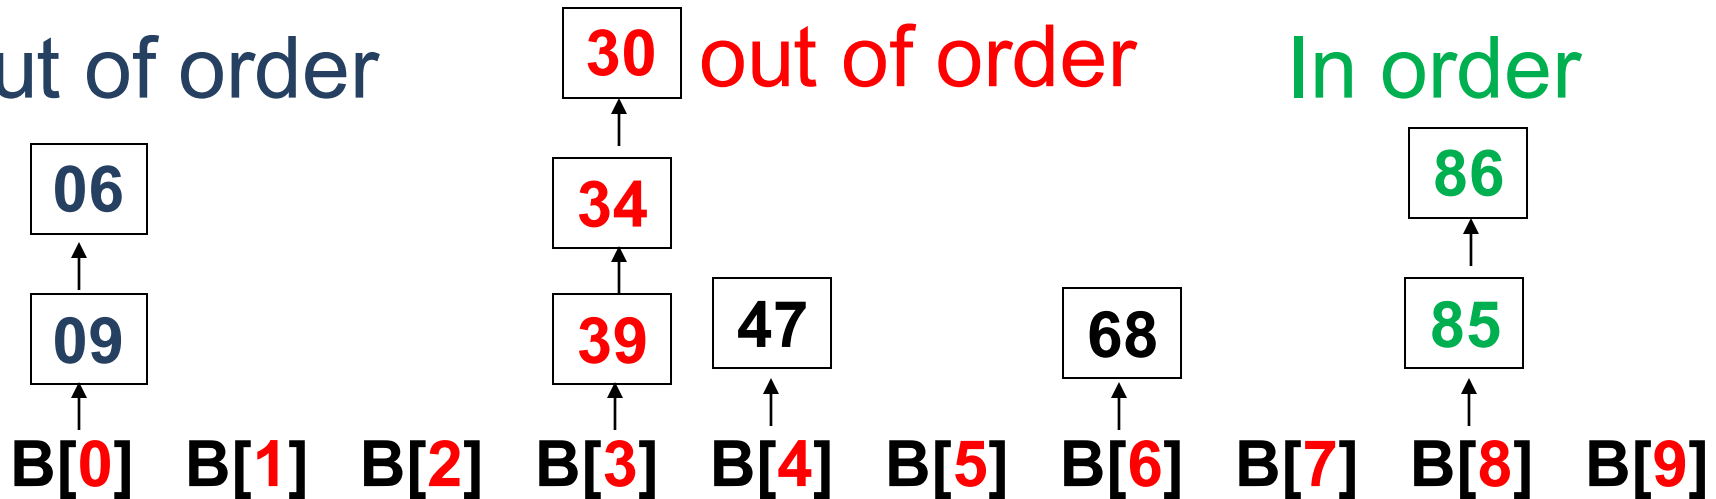 ut of order
30 out of order
In order
06
34
86
09
39
47
68
85
B[0] B[1] B[2] B[3] B[4] B[5] B[6] B[7] B[8] B[9]